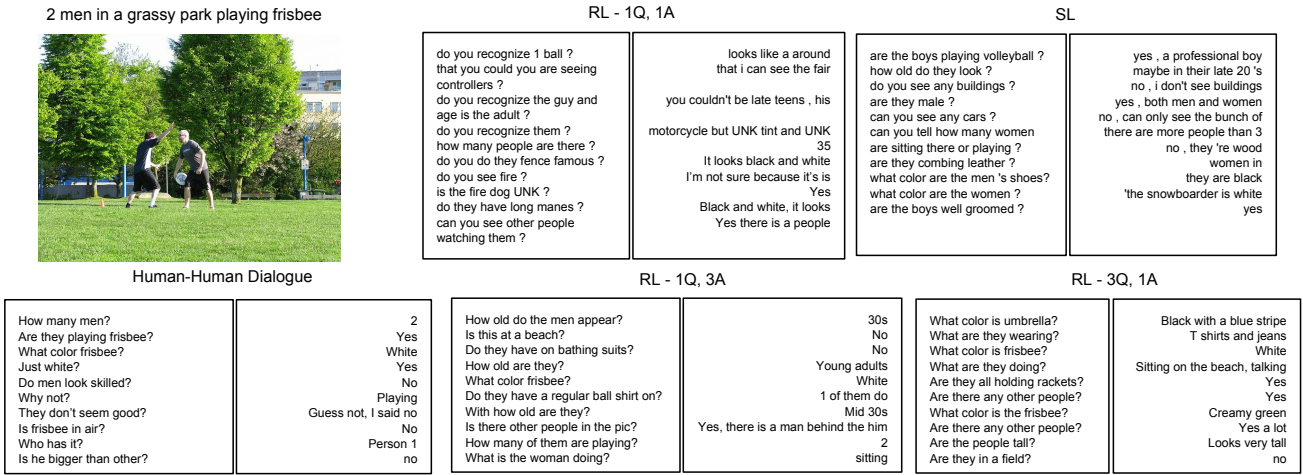 2 men in a grassy park playing frisbee
RL - 1Q, 1A
do you recognize 1 ball ?
that you could you are seeing
controllers ?
do you recognize the guy and
age is the adult ?
do you recognize them ?
how many people are there ?
do you do they fence famous ?
do you see fire ?
is the fire dog UNK ?
do they have long manes ?
can you see other people
watching them ?
looks like a around
that i can see the fair
you couldn't be late teens , his
motorcycle but UNK tint and UNK
35
It looks black and white
I'm not sure because it's is
Yes
Black and white, it looks
Yes there is a people
SL
are the boys playing volleyball ?
how old do they look ?
do you see any buildings ?
are they male ?
can you see any cars ?
can you tell how many women
are sitting there or playing ?
are they combing leather ?
what color are the men 's shoes?
what color are the women ?
are the boys well groomed ?
yes , a professional boy
maybe in their late 20 's
no , i don't see buildings
yes , both men and women
no , can only see the bunch of
there are more people than 3
no , they 're wood
women in
they are black
'the snowboarder is white
yes
Human-Human Dialogue
How many men?
Are they playing frisbee?
What color frisbee?
Just white?
Do men look skilled?
Why not?
They don't seem good?
Is frisbee in air?
Who has it?
Is he bigger than other?
2
Yes
White
Yes
No
Playing
Guess not, I said no
No
Person 1
no
RL - 1Q, 3A
How old do the men appear?
Is this at a beach?
Do they have on bathing suits?
How old are they?
What color frisbee?
Do they have a regular ball shirt on?
With how old are they?
Is there other people in the pic?
How many of them are playing?
What is the woman doing?
30s
No
No
Young adults
White
1 of them do
Mid 30s
Yes, there is a man behind the him
2
sitting
RL - 3Q, 1A
What color is umbrella?
What are they wearing?
What color is frisbee?
What are they doing?
Are they all holding rackets?
Are there any other people?
What color is the frisbee?
Are there any other people?
Are the people tall?
Are they in a field?
Black with a blue stripe
T shirts and jeans
White
Sitting on the beach, talking
Yes
Yes
Creamy green
Yes a lot
Looks very tall
no